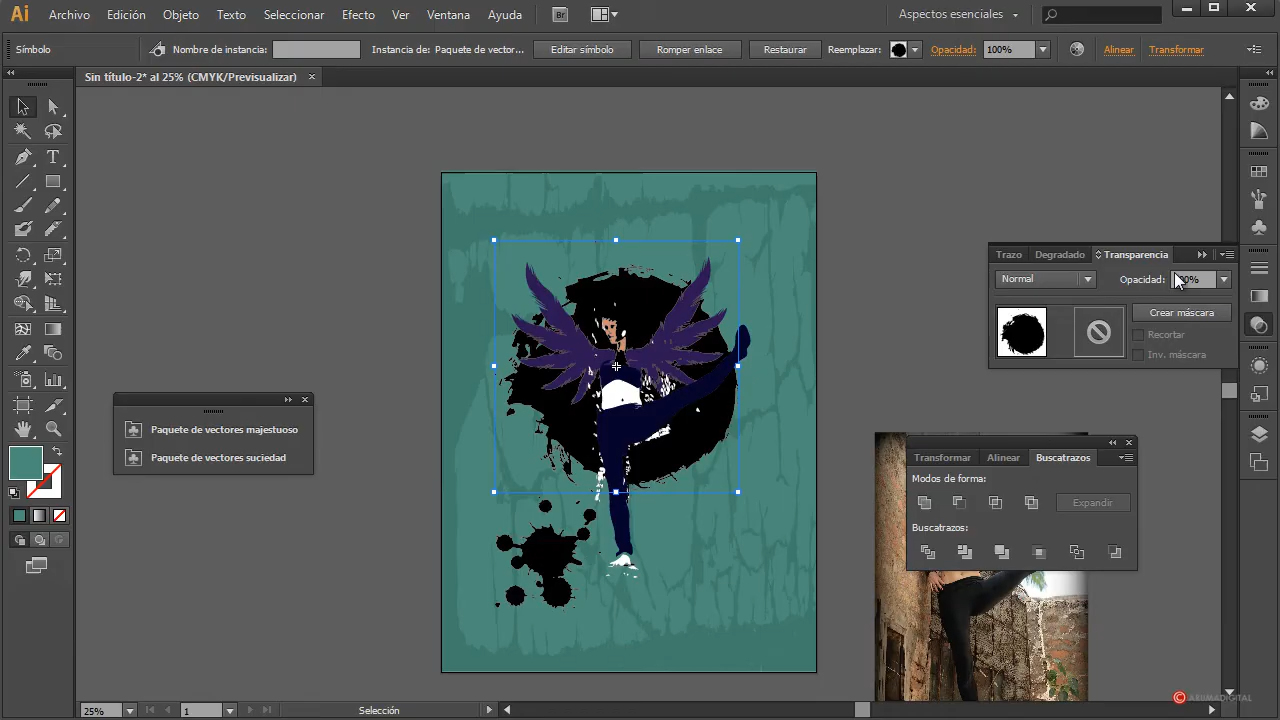 Ai Archivo Edición Objeto Texto Seleccionar Efecto Ver Ventana Ayuda Br Aspectos esenciales
Símbolo Nombre de instancia: Instancia de: Paquete de vector... Editar símbolo Romper enlace Restaurar Reemplazar: Opacidad: 100% Alinear Transformar
Sin título-2* al 25% (CMYK/Previsualizar)
Trazo Degradado Transparencia
Normal Opacidad:
Crear máscara
Recortar
Inv. máscara
Paquete de vectores majestuoso
Paquete de vectores suciedad
Transformar Alinear Buscatrazos
Modos de forma:
Expandir
Buscatrazos:
25% 1 Selección